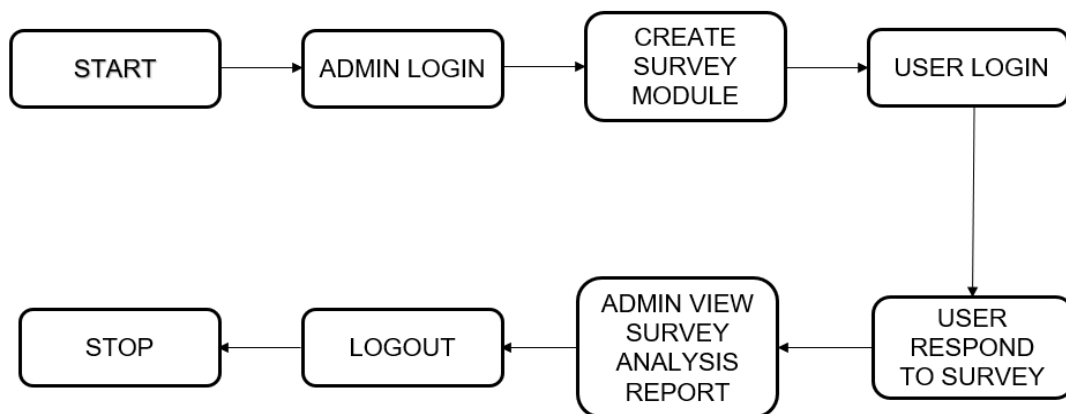 START
ADMIN LOGIN
CREATE
SURVEY
MODULE
USER LOGIN
USER
RESPOND
TO SURVEY
ADMIN VIEW
SURVEY
ANALYSIS
REPORT
LOGOUT
STOP